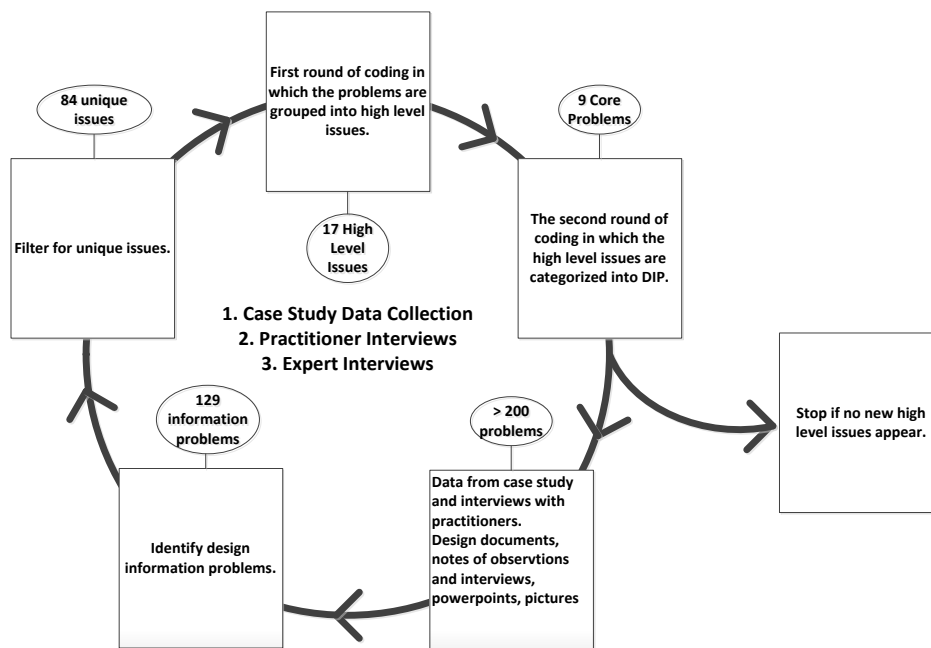 84 unique
issues
Filter for unique issues.
First round of coding in
which the problems are
grouped into high level
issues.
17 High
Level
Issues
9 Core
Problems
The second round of
coding in which the
high level issues are
categorized into DIP.
1. Case Study Data Collection
2. Practitioner Interviews
3. Expert Interviews
Stop if no new high
level issues appear.
> 200
problems
Data from case study
and interviews with
practitioners.
Design documents,
notes of observtions
and interviews,
powerpoints, pictures
129
information
problems
Identify design
information problems.